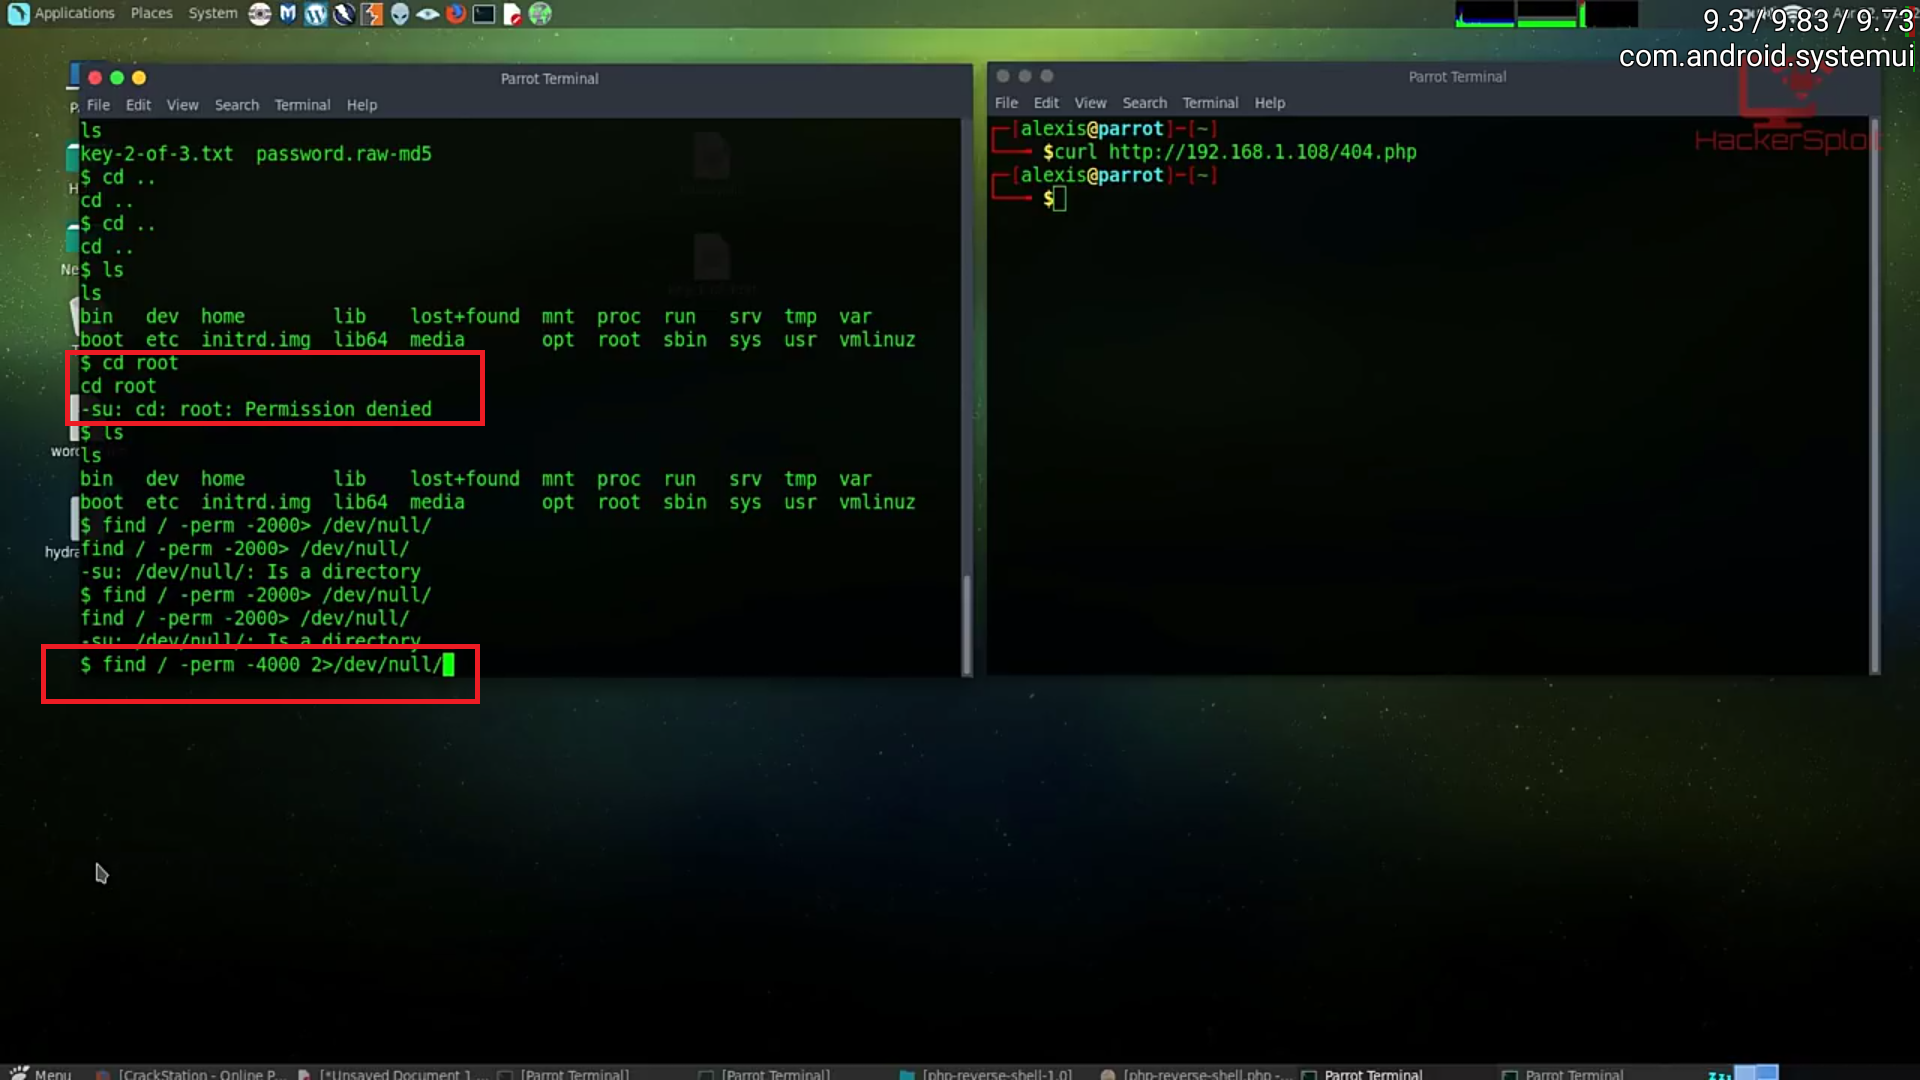 Applications Places System
9.3 / 9.83 / 9.73
com.android.systemui
Parrot Terminal
File Edit View Search Terminal Help
ls
key-2-of-3.txt password.raw-md5
$ cd ..
cd ..
$ cd ..
cd ..
$ ls
ls
bin dev home lib lost+found mnt proc run srv tmp var
boot etc initrd.img lib64 media opt root sbin sys usr vmlinuz
$ cd root
cd root
-su: cd: root: Permission denied
$ ls
ls
bin dev home lib lost+found mnt proc run srv tmp var
boot etc initrd.img lib64 media opt root sbin sys usr vmlinuz
$ find / -perm -2000> /dev/null/
find / -perm -2000> /dev/null/
-su: /dev/null/: Is a directory
$ find / -perm -2000> /dev/null/
find / -perm -2000> /dev/null/
-su: /dev/null/: Is a directory
$ find / -perm -4000 2>/dev/null/
Parrot Terminal
File Edit View Search Terminal Help
[alexis@parrot]-[~]
$curl http://192.168.1.108/404.php
[alexis@parrot]-[~]
$
HackerSploit
Ne
wor
hydra
Menu [CrackStation - Online P... [*Unsaved Document 1 ... [Parrot Terminal] [Parrot Terminal] [php-reverse-shell-1.0] [php-reverse-shell.php -... Parrot Terminal Parrot Terminal